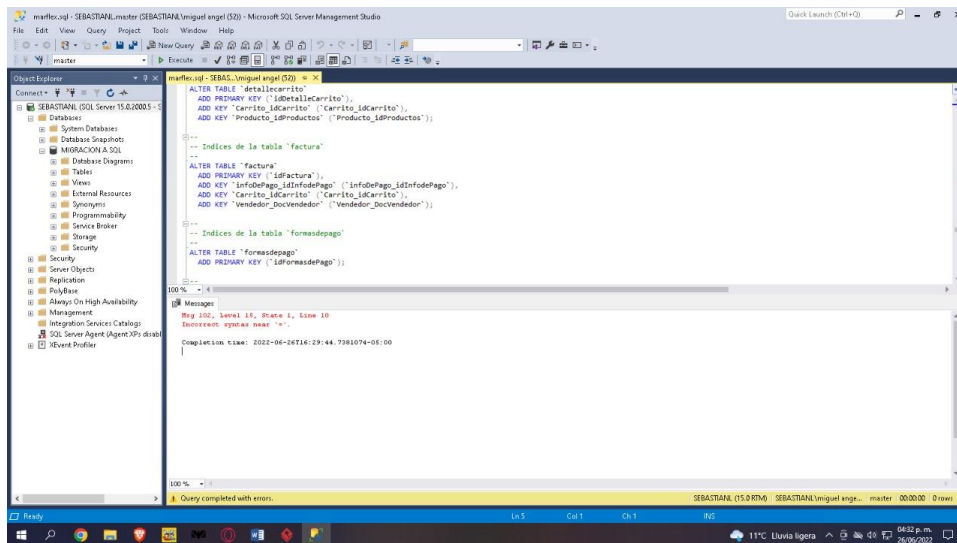 marflex.sql - SEBASTIANL.master (SEBASTIANL\miguel angel (52)) - Microsoft SQL Server Management Studio
Quick Launch (Ctrl+Q)
File Edit View Query Project Tools Window Help
New Query
master
Execute
Object Explorer
marflex.sql - SEBAS...\miguel angel (52))
Connect
SEBASTIANL (SQL Server 15.0.2000.5 - S
Databases
System Databases
Database Snapshots
MIGRACION A SQL
Database Diagrams
Tables
Views
External Resources
Synonyms
Programmability
Service Broker
Storage
Security
Security
Server Objects
Replication
PolyBase
Always On High Availability
Management
Integration Services Catalogs
SQL Server Agent (Agent XPs disabl
XEvent Profiler
ALTER TABLE `detallecarrito`
ADD PRIMARY KEY (`idDetalleCarrito`),
ADD KEY `Carrito_idCarrito` (`Carrito_idCarrito`),
ADD KEY `Producto_idProductos` (`Producto_idProductos`);
--
-- Indices de la tabla `factura`
--
ALTER TABLE `factura`
ADD PRIMARY KEY (`idFactura`),
ADD KEY `infoDePago_idInfodePago` (`infoDePago_idInfodePago`),
ADD KEY `Carrito_idCarrito` (`Carrito_idCarrito`),
ADD KEY `Vendedor_DocVendedor` (`Vendedor_DocVendedor`);
--
-- Indices de la tabla `formasdepago`
--
ALTER TABLE `formasdepago`
ADD PRIMARY KEY (`idFormasdePago`);
--
100 %
Messages
Msg 102, Level 15, State 1, Line 10
Incorrect syntax near '='.
Completion time: 2022-06-26T16:29:44.7381074-05:00
100 %
Query completed with errors.
SEBASTIANL (15.0 RTM) SEBASTIANL\miguel ange... master 00:00:00 0 rows
Ready
Ln 5 Col 1 Ch 1 INS
11°C Lluvia ligera
04:32 p. m.
26/06/2022